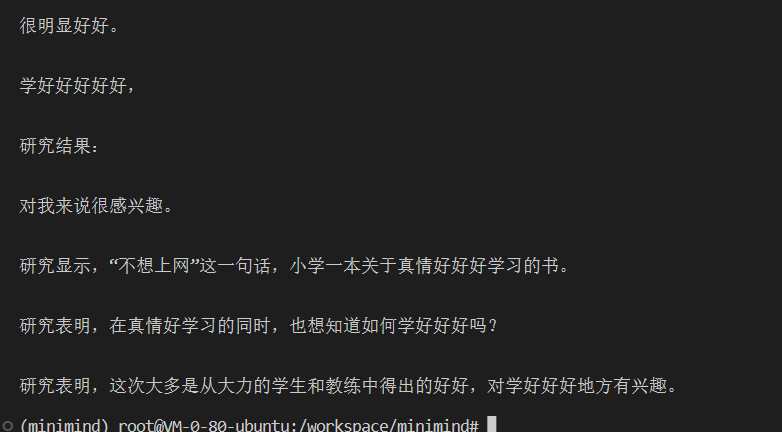 很明显好好。
学好好好好好，
研究结果：
对我来说很感兴趣。
研究显示，“不想上网”这一句话，小学一本关于真情好好好学习的书。
研究表明，在真情好学习的同时，也想知道如何学好好好吗？
研究表明，这次大多是从大力的学生和教练中得出的好好，对学好好好地方有兴趣。
(minimind) root@VM-0-80-ubuntu:/workspace/minimind#